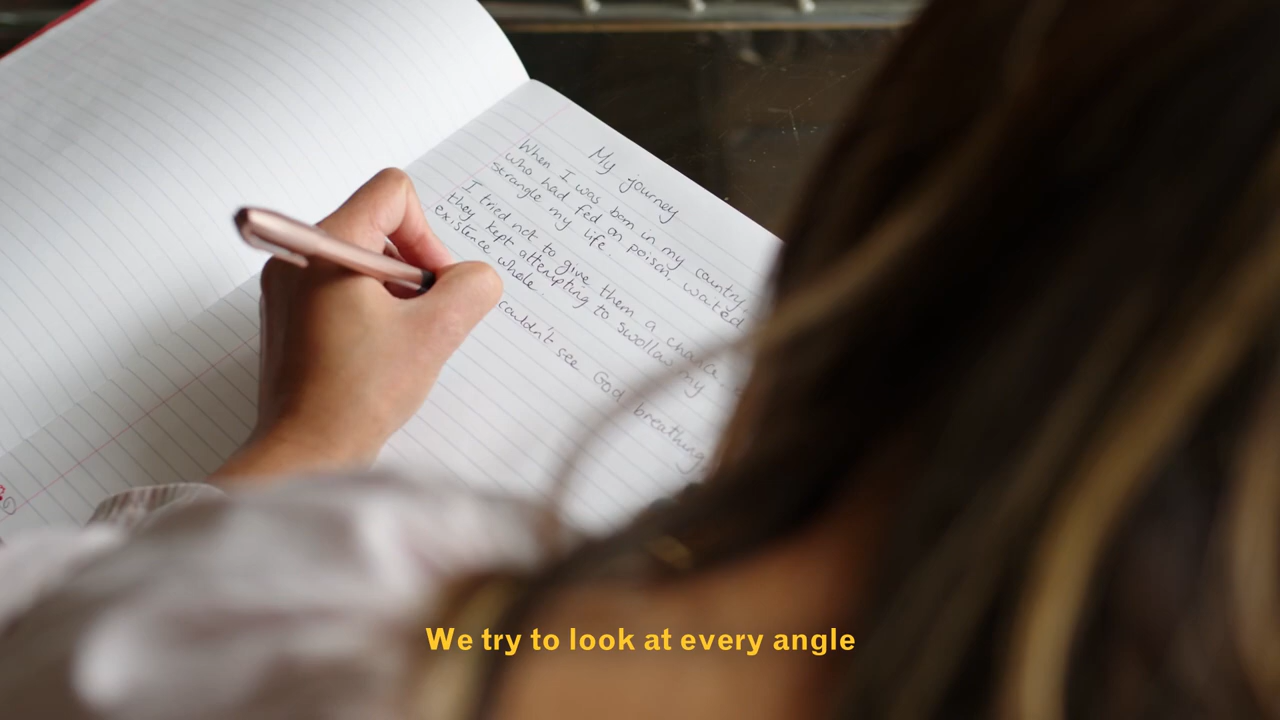 My journey
When I was born in my country,
who had fed on poison, waited
strangle my life.
I tried not to give them a chance.
they kept attempting to swallow my
existence whole.
couldn't see God breathing
We try to look at every angle